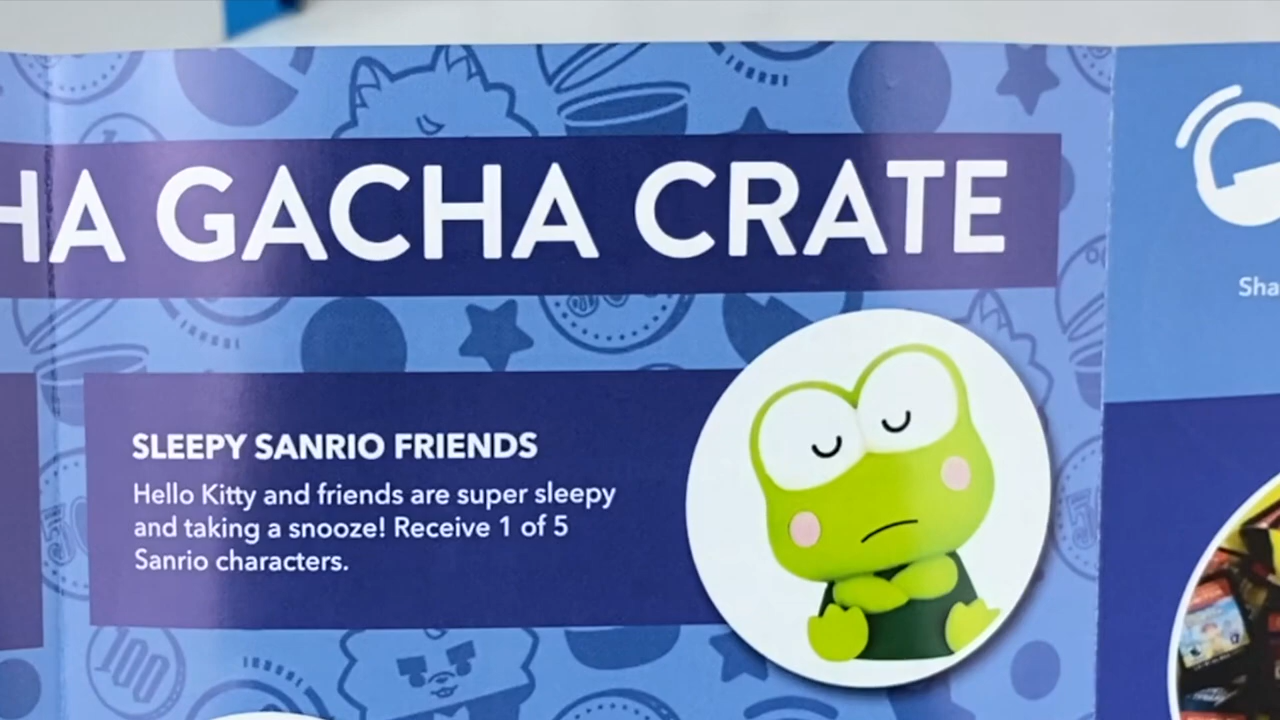 HA GACHA CRATE
SLEEPY SANRIO FRIENDS
Hello Kitty and friends are super sleepy
and taking a snooze! Receive 1 of 5
Sanrio characters.
Sha
100